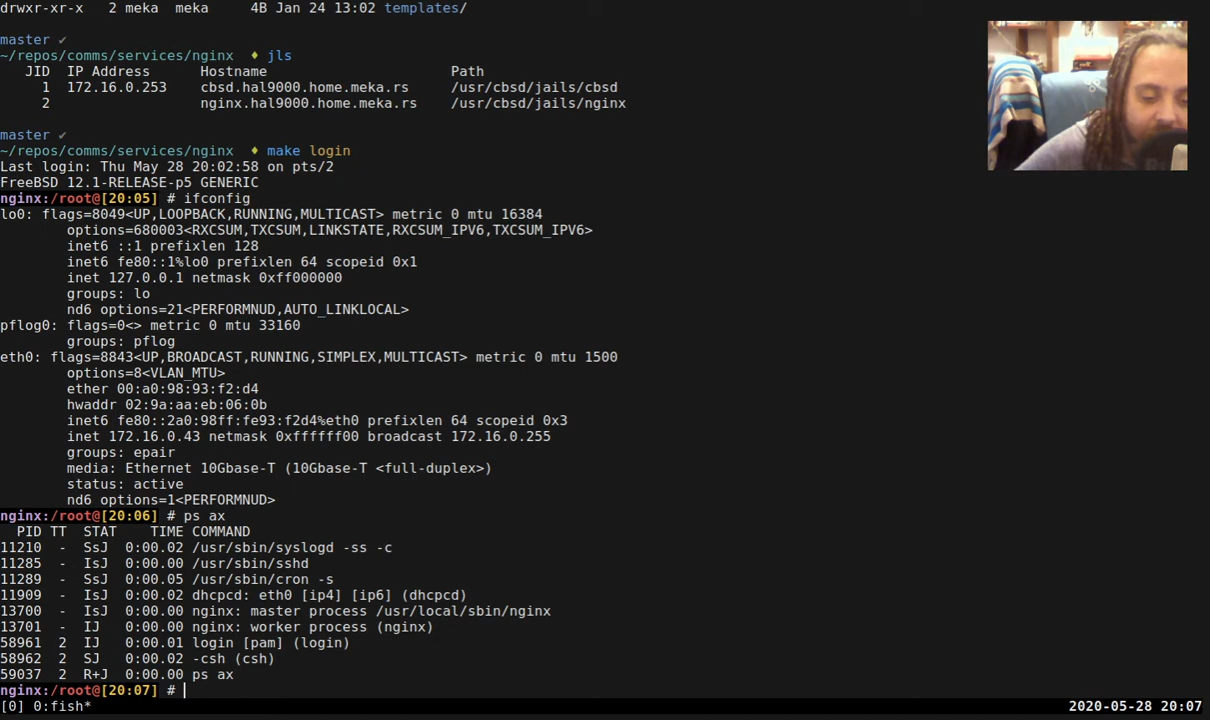 drwxr-xr-x   2 meka  meka     4B Jan 24 13:02 templates/
master ✔
~/repos/comms/services/nginx  ♦ jls
   JID  IP Address      Hostname                      Path
     1  172.16.0.253    cbsd.hal9000.home.meka.rs     /usr/cbsd/jails/cbsd
     2                  nginx.hal9000.home.meka.rs    /usr/cbsd/jails/nginx
master ✔
~/repos/comms/services/nginx  ♦ make login
Last login: Thu May 28 20:02:58 on pts/2
FreeBSD 12.1-RELEASE-p5 GENERIC
nginx:/root@[20:05] # ifconfig
lo0: flags=8049<UP,LOOPBACK,RUNNING,MULTICAST> metric 0 mtu 16384
        options=680003<RXCSUM,TXCSUM,LINKSTATE,RXCSUM_IPV6,TXCSUM_IPV6>
        inet6 ::1 prefixlen 128
        inet6 fe80::1%lo0 prefixlen 64 scopeid 0x1
        inet 127.0.0.1 netmask 0xff000000
        groups: lo
        nd6 options=21<PERFORMNUD,AUTO_LINKLOCAL>
pflog0: flags=0<> metric 0 mtu 33160
        groups: pflog
eth0: flags=8843<UP,BROADCAST,RUNNING,SIMPLEX,MULTICAST> metric 0 mtu 1500
        options=8<VLAN_MTU>
        ether 00:a0:98:93:f2:d4
        hwaddr 02:9a:aa:eb:06:0b
        inet6 fe80::2a0:98ff:fe93:f2d4%eth0 prefixlen 64 scopeid 0x3
        inet 172.16.0.43 netmask 0xffffff00 broadcast 172.16.0.255
        groups: epair
        media: Ethernet 10Gbase-T (10Gbase-T <full-duplex>)
        status: active
        nd6 options=1<PERFORMNUD>
nginx:/root@[20:06] # ps ax
  PID TT  STAT    TIME COMMAND
11210  -  SsJ  0:00.02 /usr/sbin/syslogd -ss -c
11285  -  IsJ  0:00.00 /usr/sbin/sshd
11289  -  SsJ  0:00.05 /usr/sbin/cron -s
11909  -  IsJ  0:00.02 dhcpcd: eth0 [ip4] [ip6] (dhcpcd)
13700  -  IsJ  0:00.00 nginx: master process /usr/local/sbin/nginx
13701  -  IJ   0:00.00 nginx: worker process (nginx)
58961  2  IJ   0:00.01 login [pam] (login)
58962  2  SJ   0:00.02 -csh (csh)
59037  2  R+J  0:00.00 ps ax
nginx:/root@[20:07] #
[0] 0:fish*                                        2020-05-28 20:07